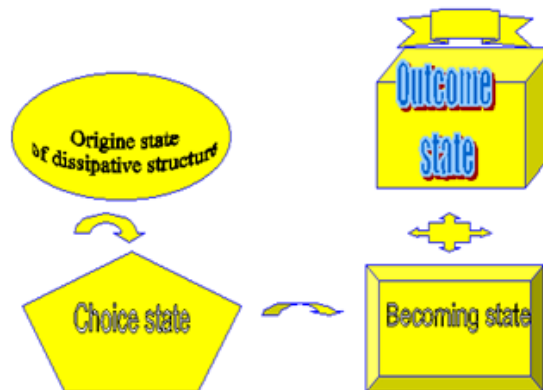 Origine state
of dissipative structure
Outcome
state
Choice state
Becoming state